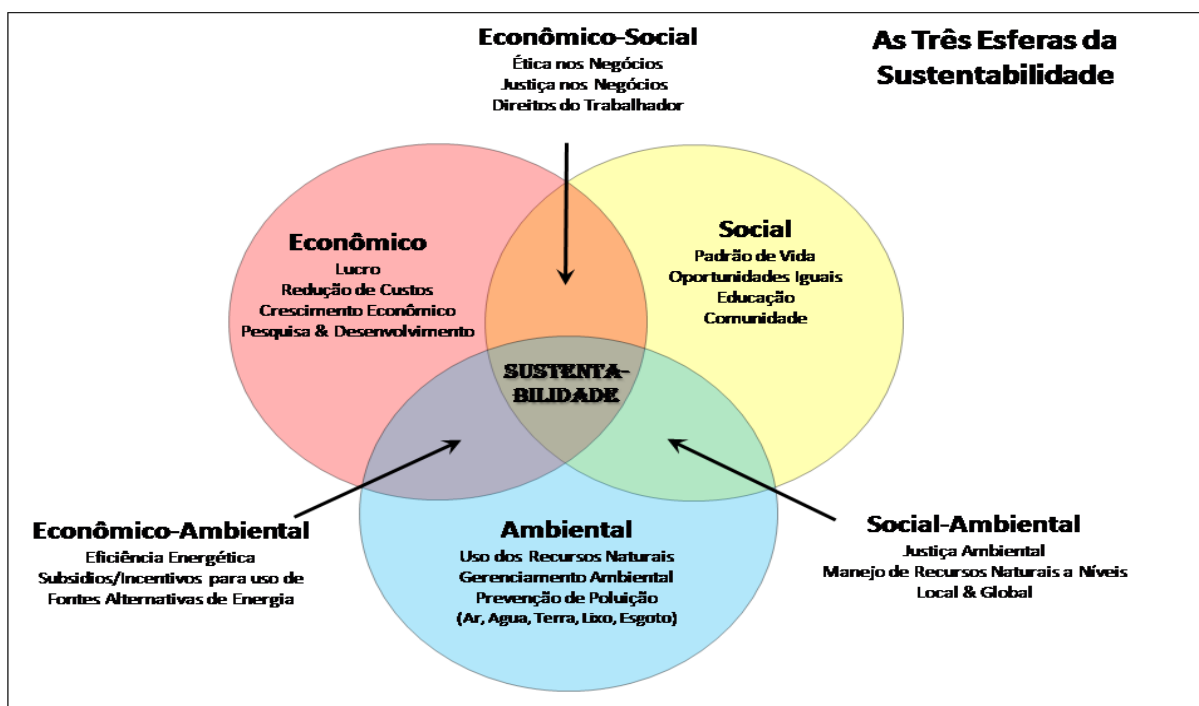 As Três Esferas da
Sustentabilidade
Econômico-Social
Ética nos Negócios
Justiça nos Negócios
Direitos do Trabalhador
Econômico
Lucro
Redução de Custos
Crescimento Econômico
Pesquisa & Desenvolvimento
Social
Padrão de Vida
Oportunidades Iguais
Educação
Comunidade
SUSTENTA-
BILIDADE
Econômico-Ambiental
Eficiência Energética
Subsidios/Incentivos para uso de
Fontes Alternativas de Energia
Ambiental
Uso dos Recursos Naturais
Gerenciamento Ambiental
Prevenção de Poluição
(Ar, Agua, Terra, Lixo, Esgoto)
Social-Ambiental
Justiça Ambiental
Manejo de Recursos Naturais a Níveis
Local & Global